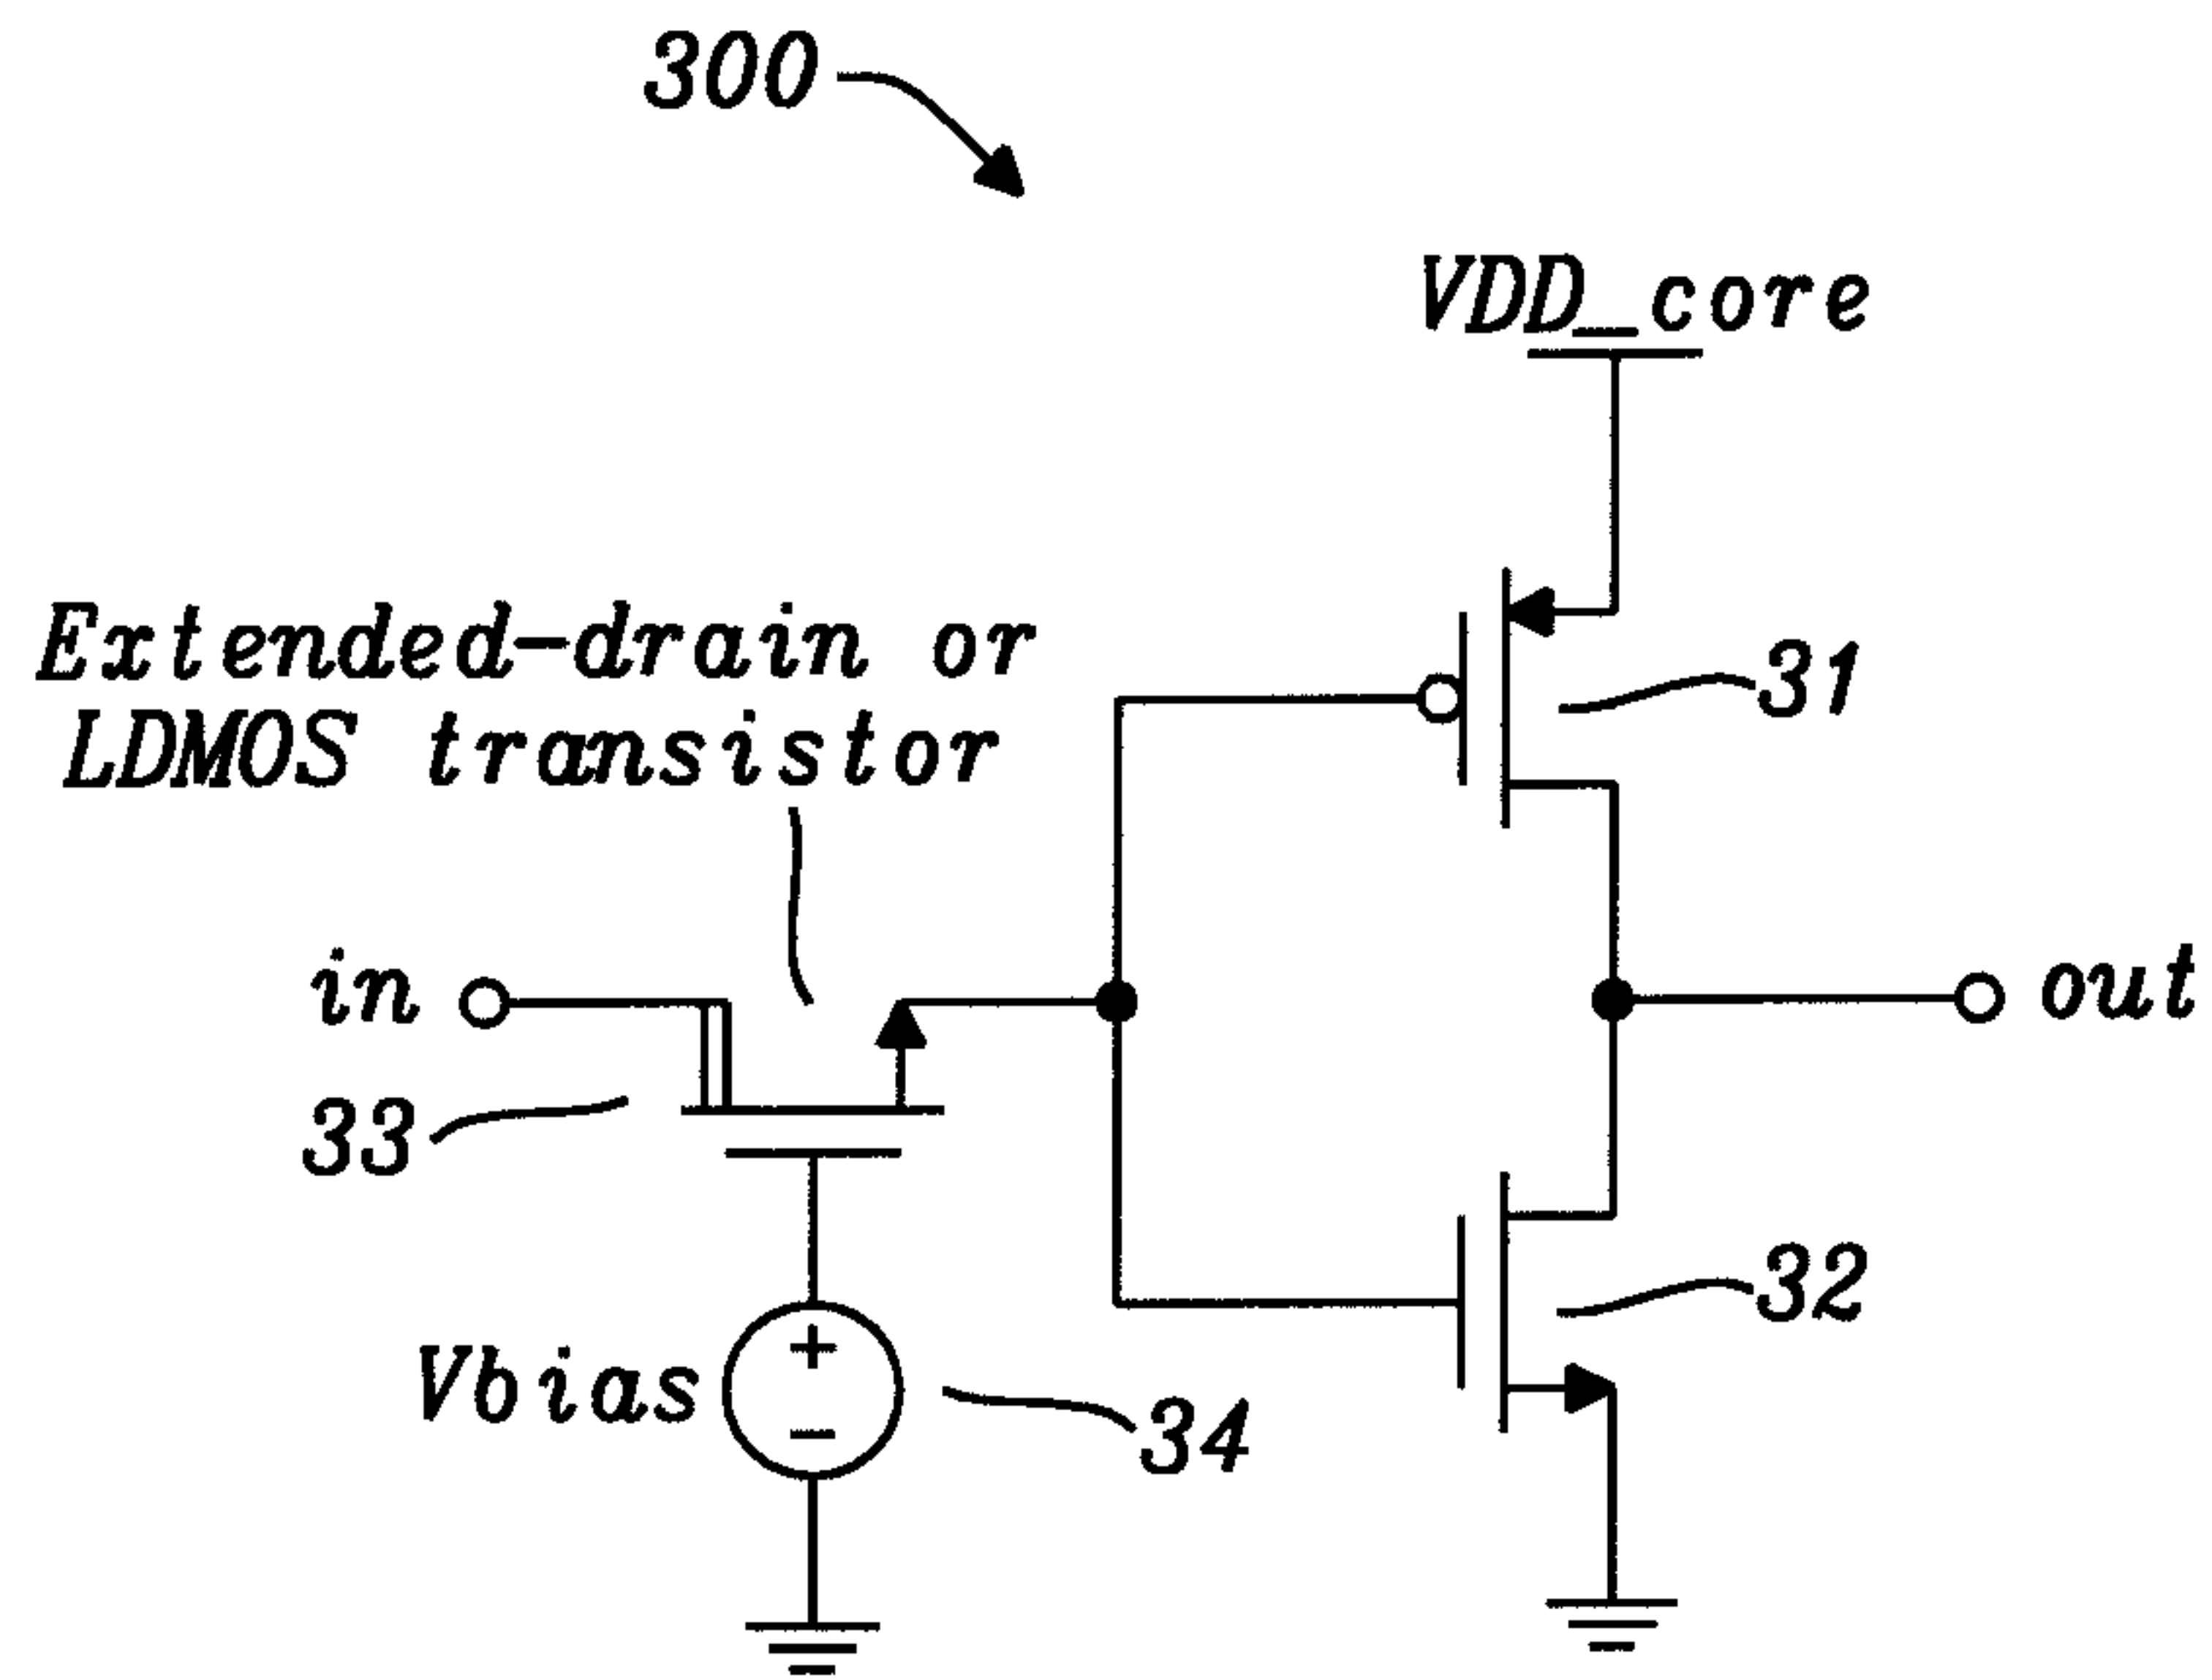 300
VDD_core
Extended-drain or
LDMOS transistor
31
in
out
33
32
Vbias
34